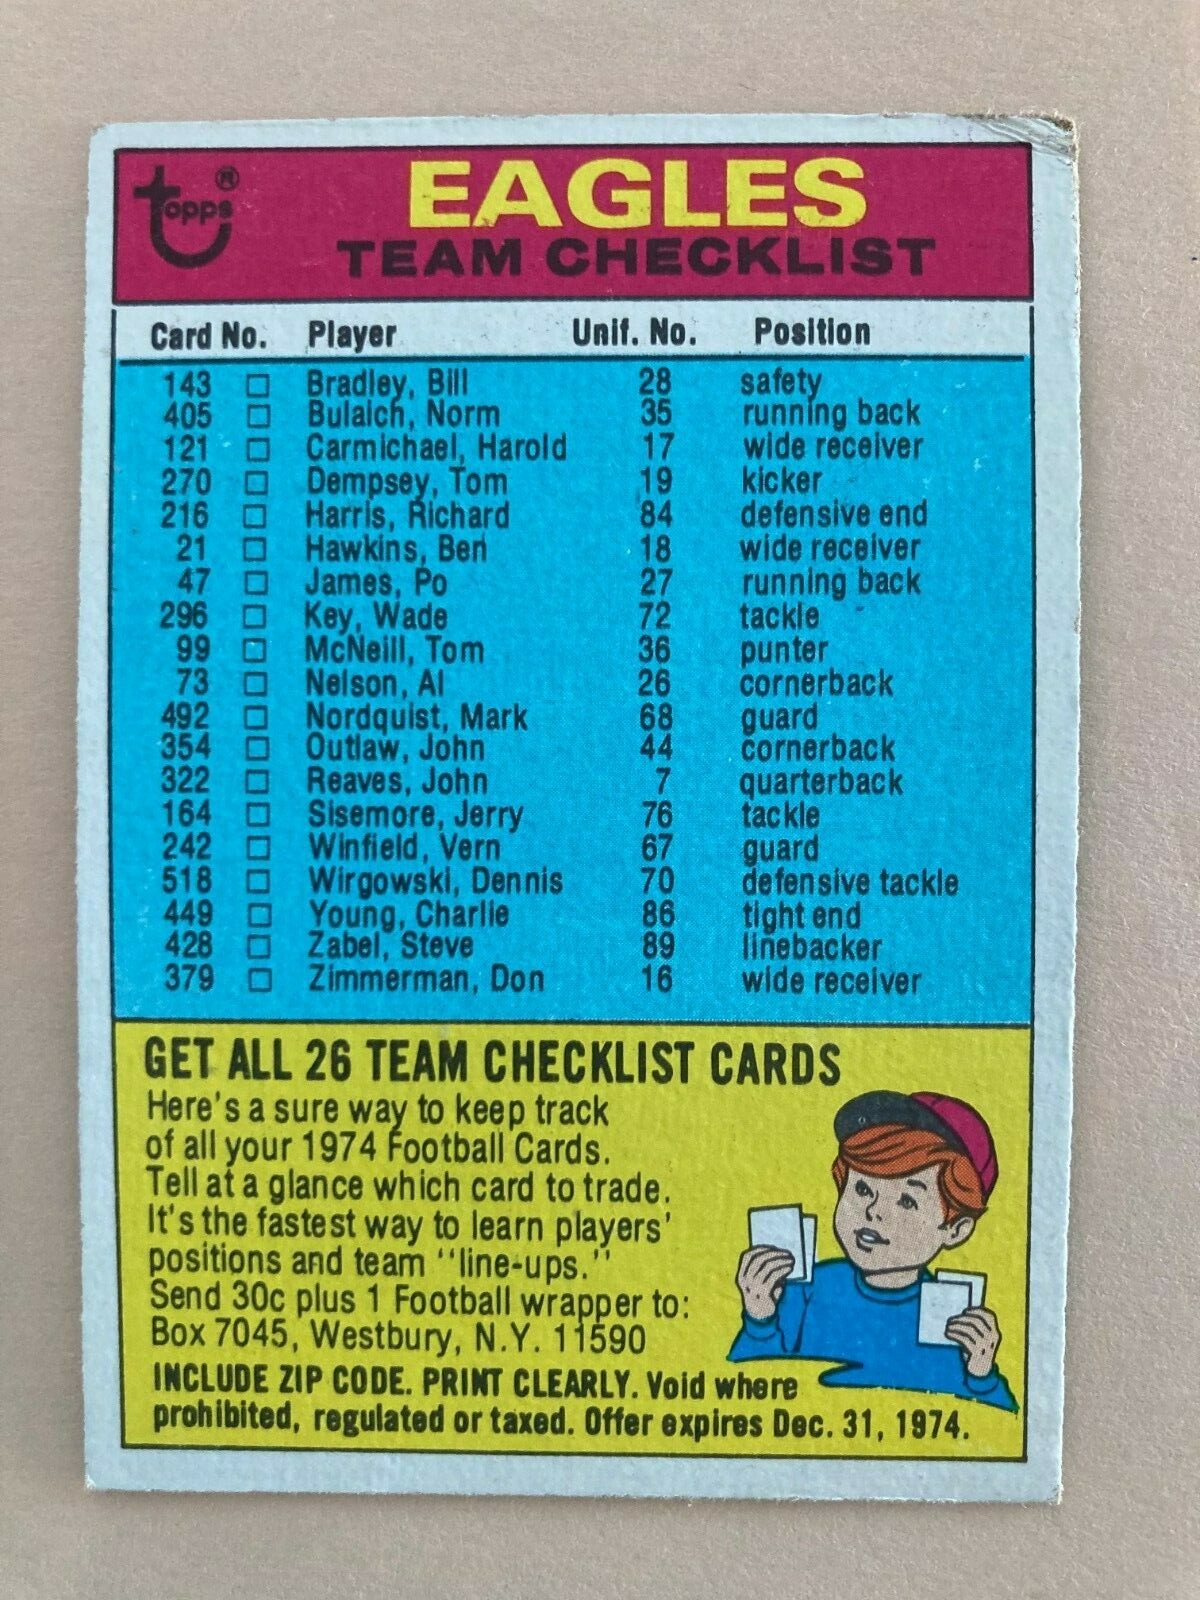 topps®
EAGLES
TEAM CHECKLIST
Card No. Player Unif. No. Position
143 □ Bradley, Bill 28 safety
405 □ Bulaich, Norm 35 running back
121 □ Carmichael, Harold 17 wide receiver
270 □ Dempsey, Tom 19 kicker
216 □ Harris, Richard 84 defensive end
21 □ Hawkins, Ben 18 wide receiver
47 □ James, Po 27 running back
296 □ Key, Wade 72 tackle
99 □ McNeill, Tom 36 punter
73 □ Nelson, Al 26 cornerback
492 □ Nordquist, Mark 68 guard
354 □ Outlaw, John 44 cornerback
322 □ Reaves, John 7 quarterback
164 □ Sisemore, Jerry 76 tackle
242 □ Winfield, Vern 67 guard
518 □ Wirgowski, Dennis 70 defensive tackle
449 □ Young, Charlie 86 tight end
428 □ Zabel, Steve 89 linebacker
379 □ Zimmerman, Don 16 wide receiver
GET ALL 26 TEAM CHECKLIST CARDS
Here's a sure way to keep track
of all your 1974 Football Cards.
Tell at a glance which card to trade.
It's the fastest way to learn players'
positions and team "line-ups."
Send 30c plus 1 Football wrapper to:
Box 7045, Westbury, N.Y. 11590
INCLUDE ZIP CODE. PRINT CLEARLY. Void where
prohibited, regulated or taxed. Offer expires Dec. 31, 1974.